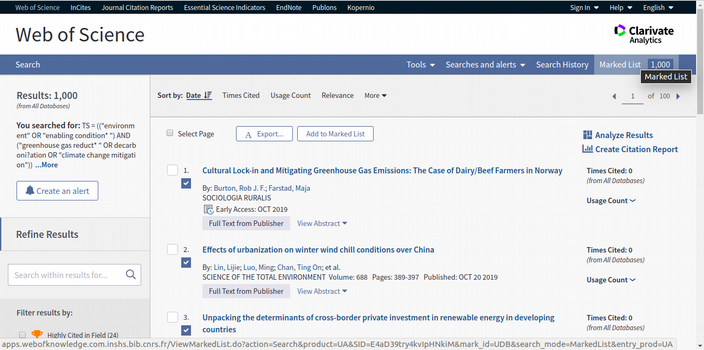 Web of Science InCites Journal Citation Reports Essential Science Indicators EndNote Publons Kopernio Sign In Help English
Web of Science
Clarivate
Analytics
Search Tools Searches and alerts Search History Marked List 1,000
Marked List
Results: 1,000
(from All Databases)
You searched for: TS = (("environm
ent" OR "enabling condition*" ) AND
("greenhouse gas reduct*" OR decarb
oni?ation OR "climate change mitigati
on")) ...More
Create an alert
Refine Results
Search within results for...
Filter results by:
Highly Cited in Field (24)
Sort by: Date Times Cited Usage Count Relevance More
1 of 100
Select Page Export... Add to Marked List
Analyze Results
Create Citation Report
1. Cultural Lock-in and Mitigating Greenhouse Gas Emissions: The Case of Dairy/Beef Farmers in Norway
By: Burton, Rob J. F.; Farstad, Maja
SOCIOLOGIA RURALIS
Early Access: OCT 2019
Full Text from Publisher View Abstract
Times Cited: 0
(from All Databases)
Usage Count
2. Effects of urbanization on winter wind chill conditions over China
By: Lin, Lijie; Luo, Ming; Chan, Ting On; et al.
SCIENCE OF THE TOTAL ENVIRONMENT Volume: 688 Pages: 389-397 Published: OCT 20 2019
Full Text from Publisher View Abstract
Times Cited: 0
(from All Databases)
Usage Count
3. Unpacking the determinants of cross-border private investment in renewable energy in developing
countries
Times Cited: 0
(from All Databases)
apps.webofknowledge.com.inshs.bib.cnrs.fr/ViewMarkedList.do?action=Search&product=UA&SID=E4aD39try4kvIpHNkiM&mark_id=UDB&search_mode=MarkedList&entry_prod=UA